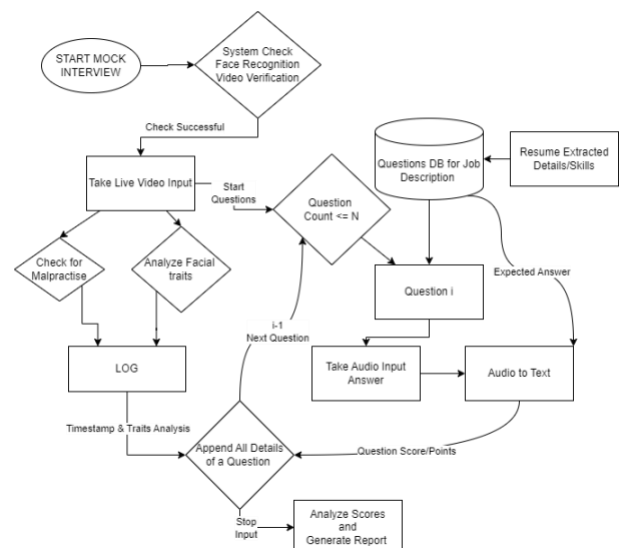 START MOCK
INTERVIEW
System Check
Face Recognition
Video Verification
Check Successful
Take Live Video Input
Start
Questions
Question
Count <= N
Questions DB for Job
Description
Resume Extracted
Details/Skills
Check for
Malpractise
Analyze Facial
traits
Expected Answer
Question i
i-1
Next Question
LOG
Take Audio Input
Answer
Audio to Text
Timestamp & Traits Analysis
Append All Details
of a Question
Question Score/Points
Stop
Input
Analyze Scores
and
Generate Report